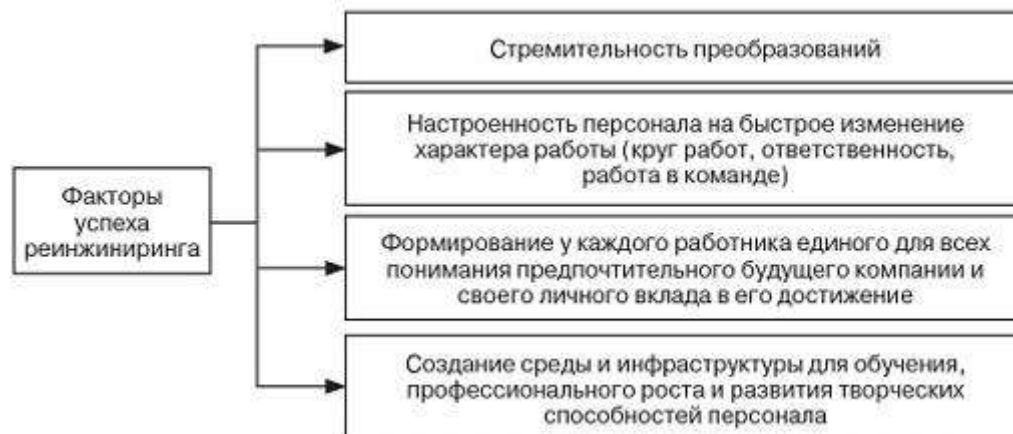 Стремительность преобразований
Настроенность персонала на быстрое изменение
характера работы (круг работ, ответственность,
работа в команде)
Факторы
успеха
реинжиниринга
Формирование у каждого работника единого для всех
понимания предпочтительного будущего компании и
своего личного вклада в его достижение
Создание среды и инфраструктуры для обучения,
профессионального роста и развития творческих
способностей персонала